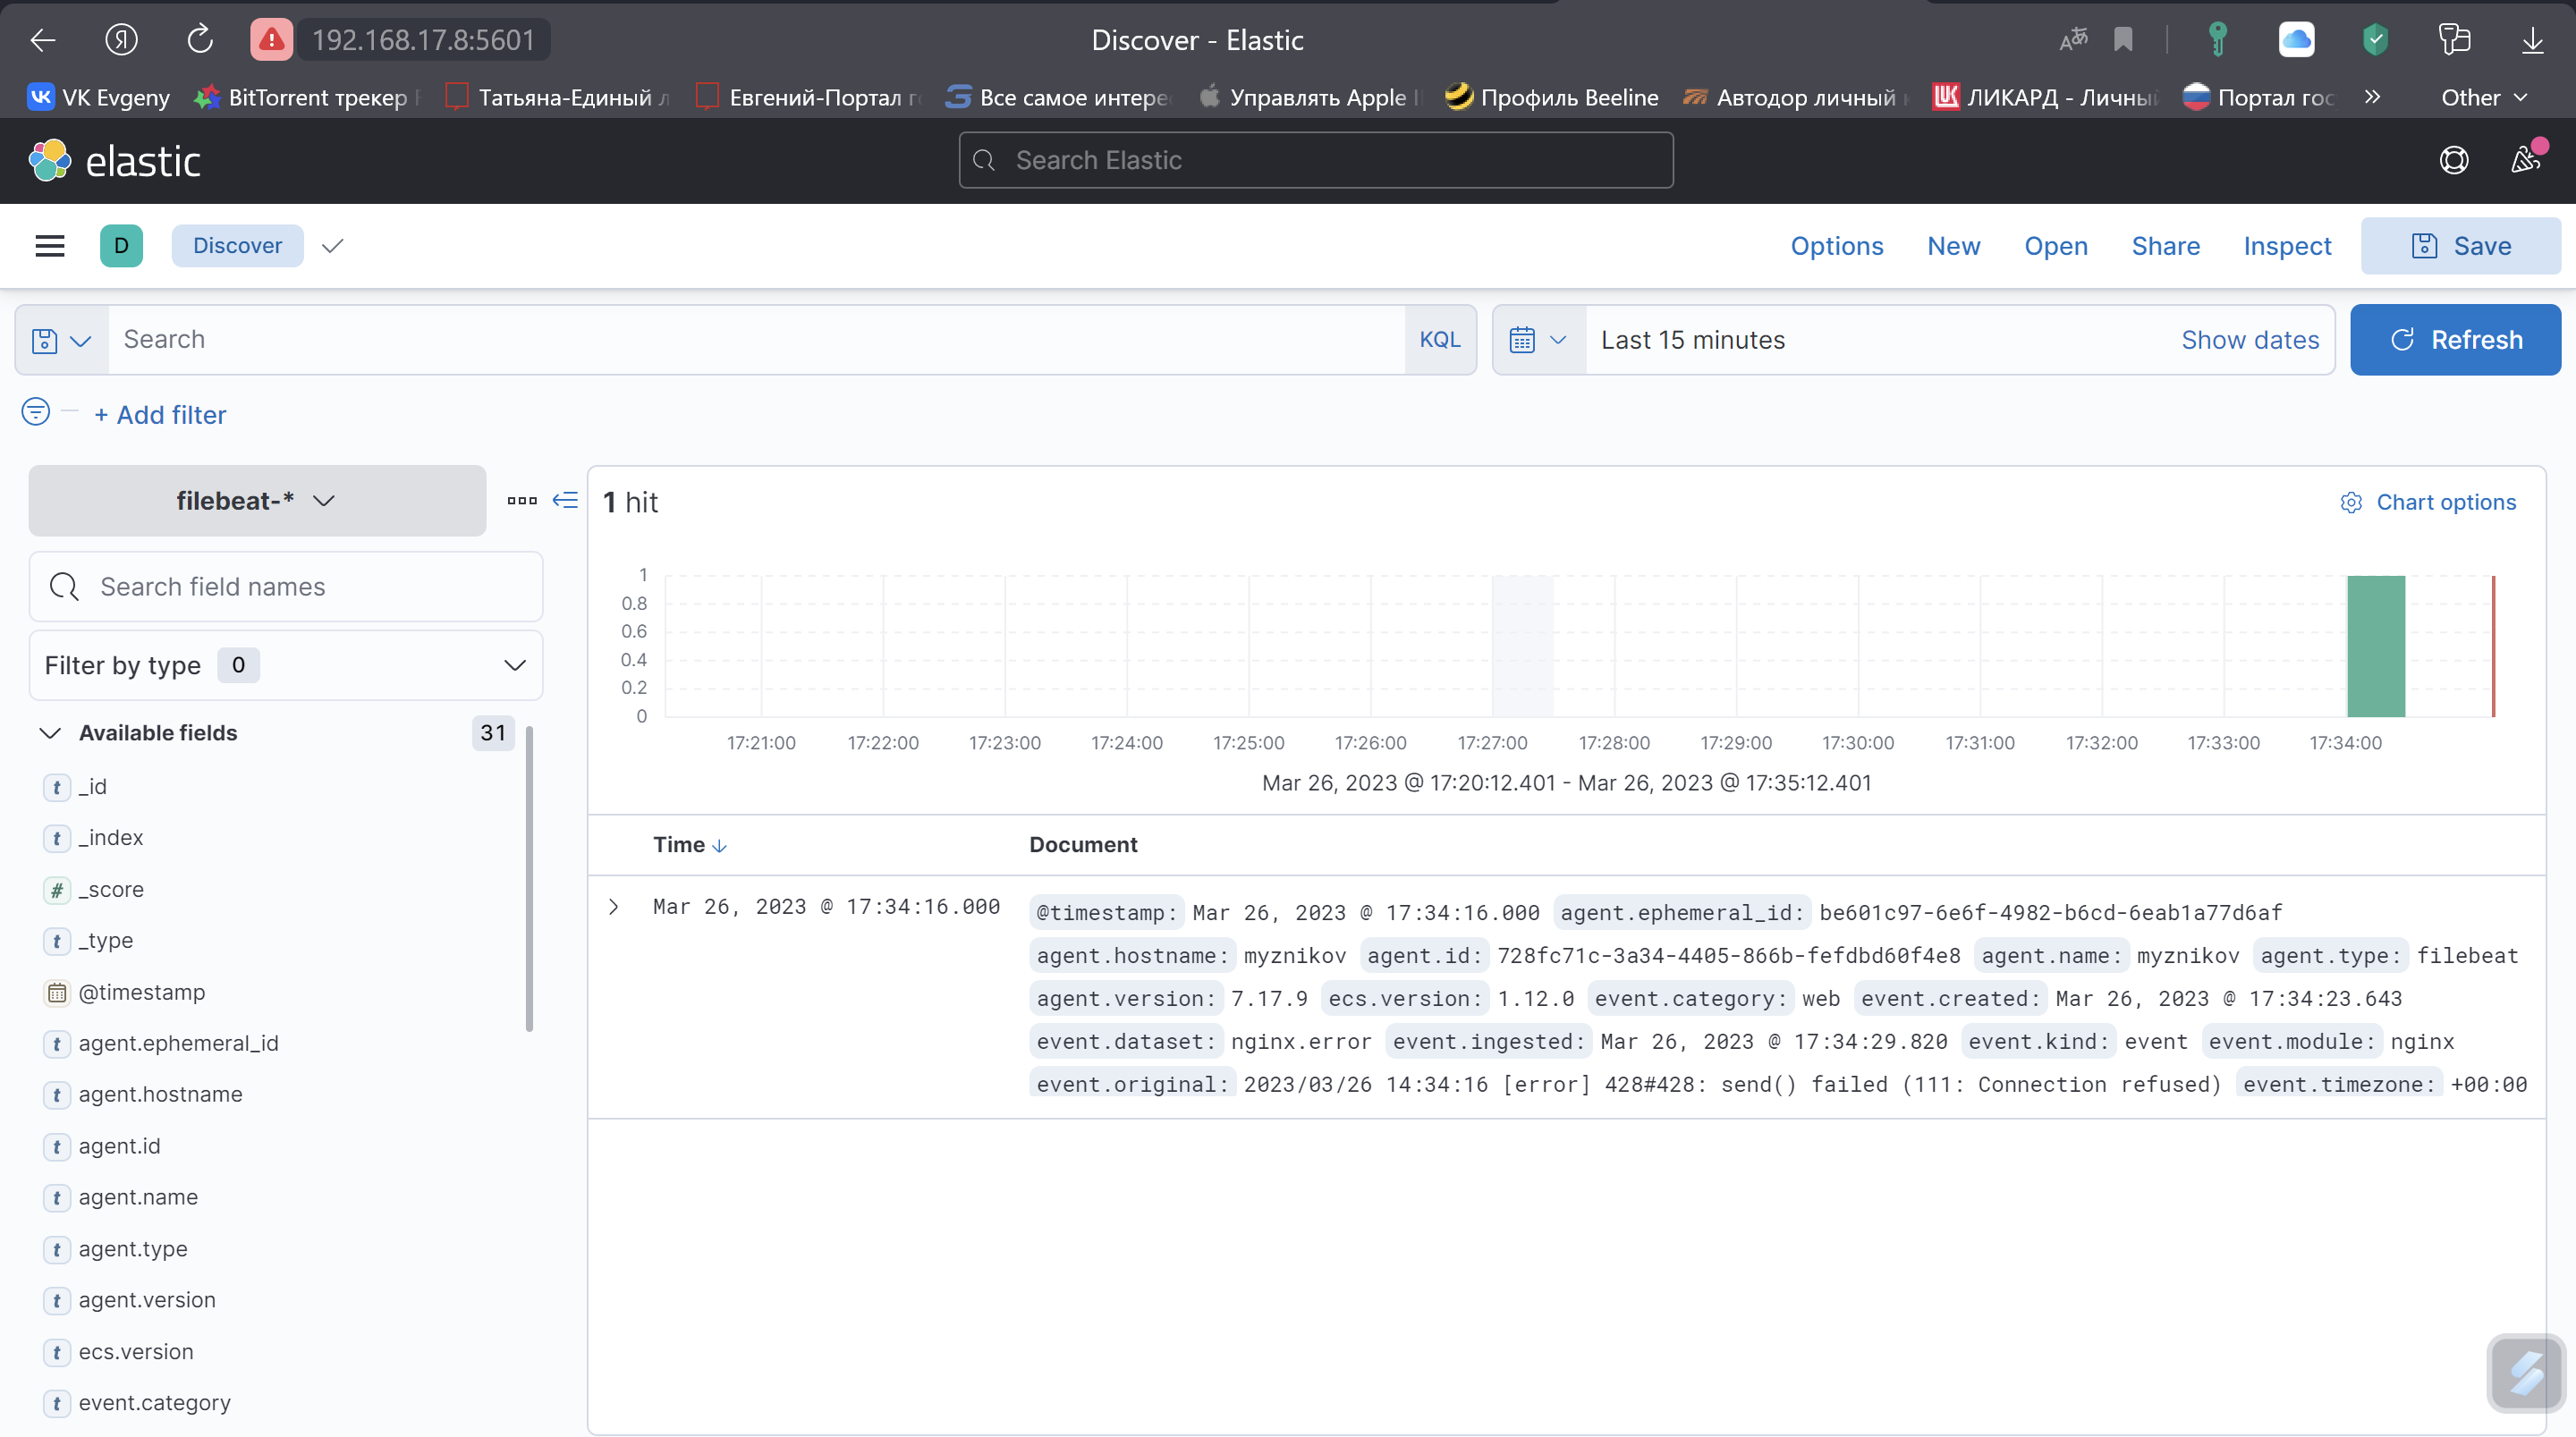 192.168.17.8:5601 Discover - Elastic
VK Evgeny BitTorrent трекер Татьяна-Единый Евгений-Портал Все самое Управлять Apple Профиль Beeline Автодор личный ЛИКАРД - Личный Портал Other
elastic Search Elastic
D Discover Options New Open Share Inspect Save
Search KQL Last 15 minutes Show dates Refresh
+ Add filter
filebeat-*
1 hit Chart options
Search field names
Filter by type 0
Available fields 31
_id
_index
_score
_type
@timestamp
agent.ephemeral_id
agent.hostname
agent.id
agent.name
agent.type
agent.version
ecs.version
event.category
1
0.8
0.6
0.4
0.2
0
17:21:00 17:22:00 17:23:00 17:24:00 17:25:00 17:26:00 17:27:00 17:28:00 17:29:00 17:30:00 17:31:00 17:32:00 17:33:00 17:34:00
Mar 26, 2023 @ 17:20:12.401 - Mar 26, 2023 @ 17:35:12.401
Time Document
Mar 26, 2023 @ 17:34:16.000 @timestamp: Mar 26, 2023 @ 17:34:16.000 agent.ephemeral_id: be601c97-6e6f-4982-b6cd-6eab1a77d6af
agent.hostname: myznikov agent.id: 728fc71c-3a34-4405-866b-fefdbd60f4e8 agent.name: myznikov agent.type: filebeat
agent.version: 7.17.9 ecs.version: 1.12.0 event.category: web event.created: Mar 26, 2023 @ 17:34:23.643
event.dataset: nginx.error event.ingested: Mar 26, 2023 @ 17:34:29.820 event.kind: event event.module: nginx
event.original: 2023/03/26 14:34:16 [error] 428#428: send() failed (111: Connection refused) event.timezone: +00:00